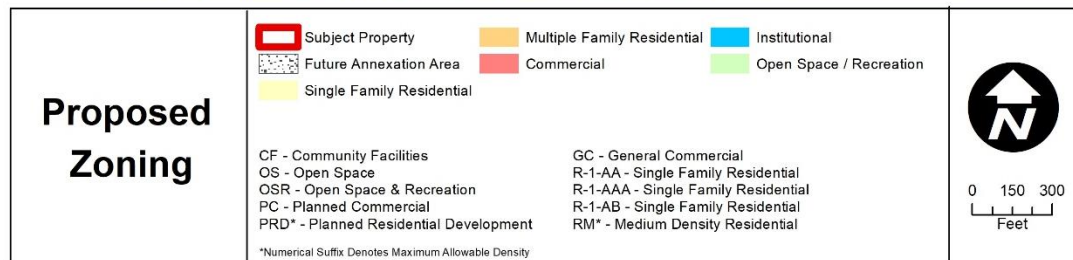 Proposed
Zoning
Subject Property
Future Annexation Area
Single Family Residential
Multiple Family Residential
Commercial
Institutional
Open Space / Recreation
CF - Community Facilities
OS - Open Space
OSR - Open Space & Recreation
PC - Planned Commercial
PRD* - Planned Residential Development
GC - General Commercial
R-1-AA - Single Family Residential
R-1-AAA - Single Family Residential
R-1-AB - Single Family Residential
RM* - Medium Density Residential
*Numerical Suffix Denotes Maximum Allowable Density
N
0 150 300
Feet